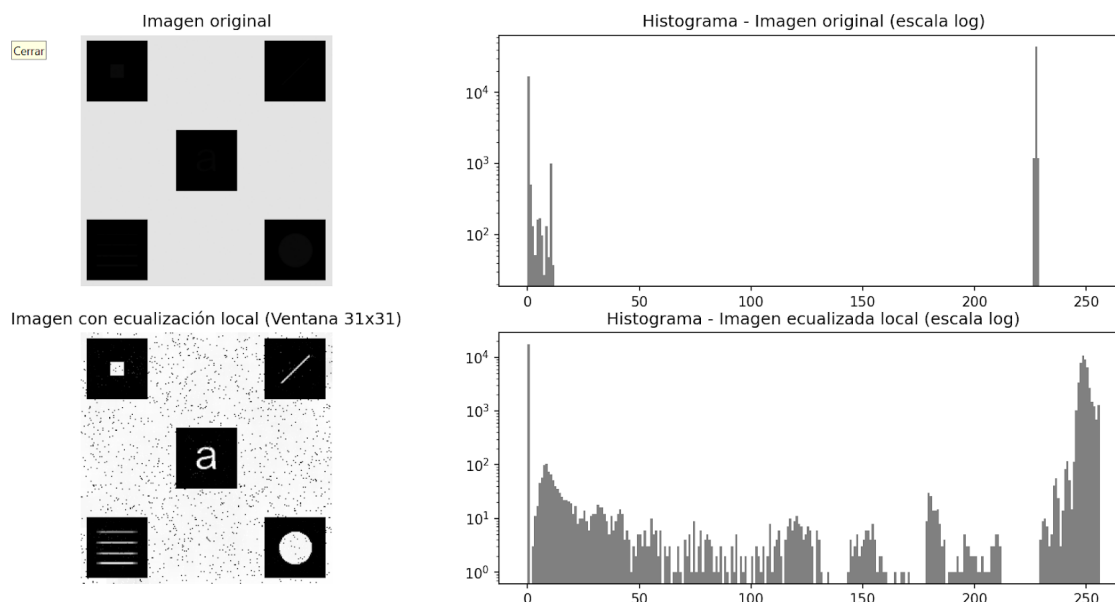 Imagen original
Histograma - Imagen original (escala log)
Cerrar
a
10⁴
10³
10²
0 50 100 150 200 250
Imagen con ecualización local (Ventana 31x31)
Histograma - Imagen ecualizada local (escala log)
a
10⁴
10³
10²
10¹
10⁰
0 50 100 150 200 250